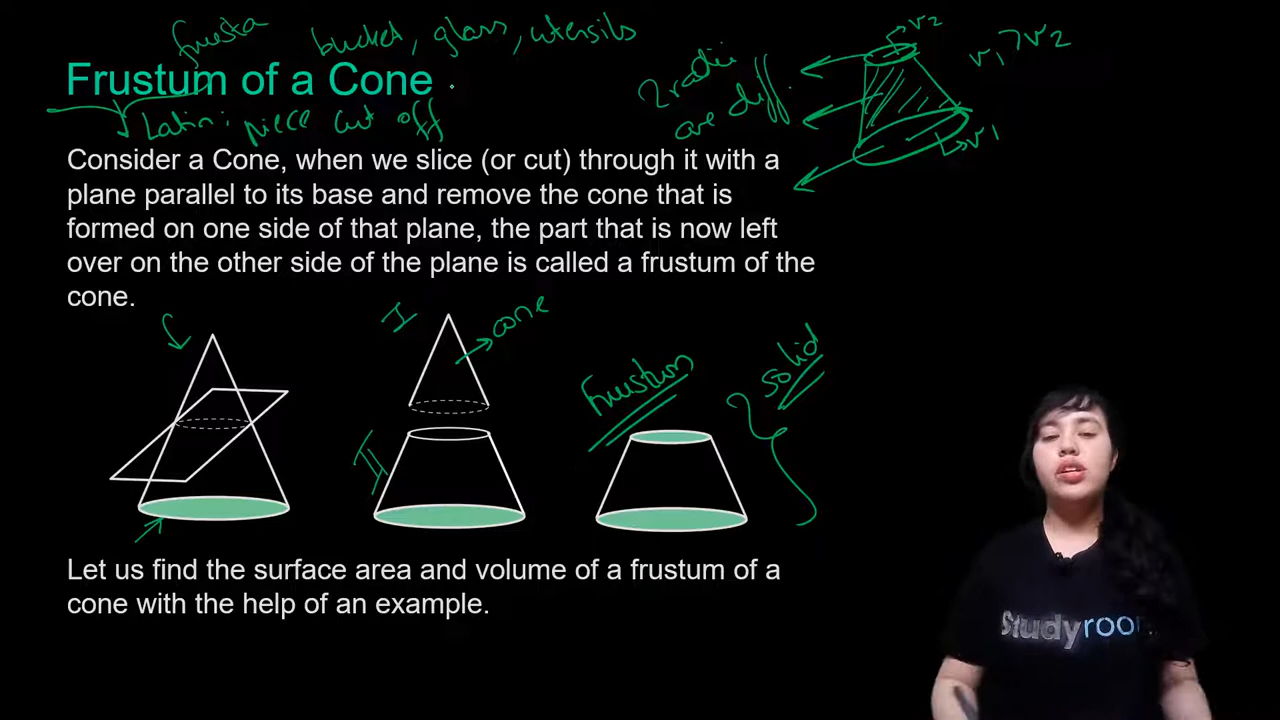 frusta
bucket, glass, utensils
Frustum of a Cone
Latin: piece cut off
2 radii
are diff.
r2
r1>r2
r1
Consider a Cone, when we slice (or cut) through it with a
plane parallel to its base and remove the cone that is
formed on one side of that plane, the part that is now left
over on the other side of the plane is called a frustum of the
cone.
I
cone
II
Frustum
solid
Let us find the surface area and volume of a frustum of a
cone with the help of an example.
Studyroom